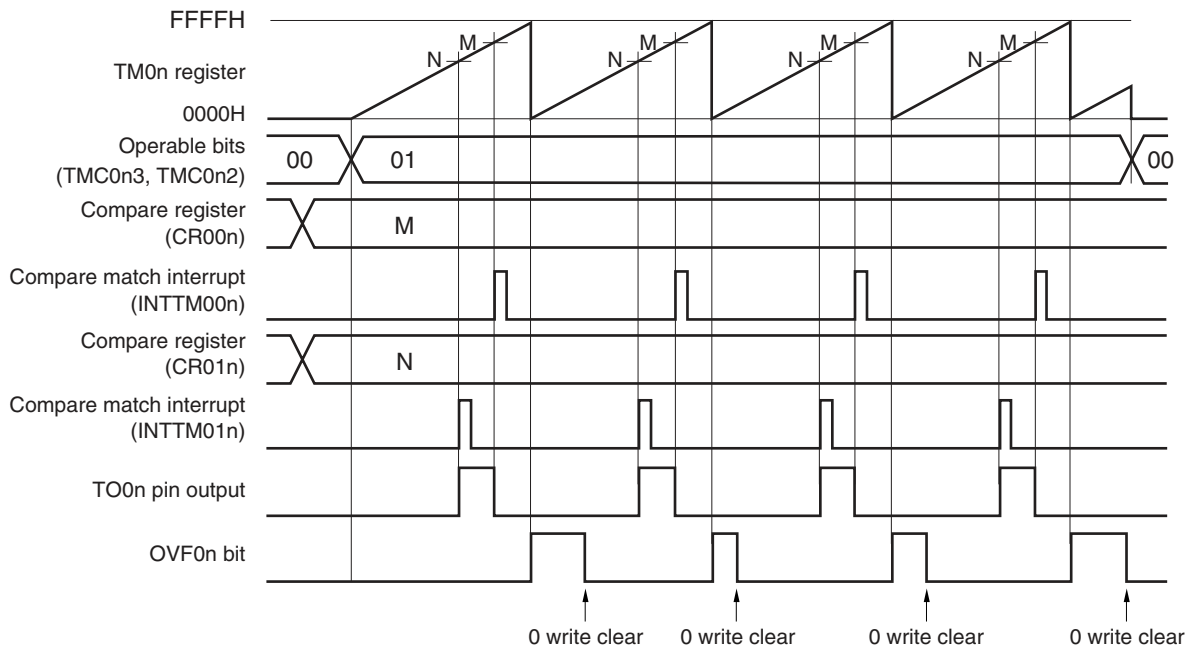 FFFFH
M M M M
N N N N
TM0n register
0000H
Operable bits
(TMC0n3, TMC0n2)
00 01 00
Compare register
(CR00n)
M
Compare match interrupt
(INTTM00n)
Compare register
(CR01n)
N
Compare match interrupt
(INTTM01n)
TO0n pin output
OVF0n bit
0 write clear 0 write clear 0 write clear 0 write clear